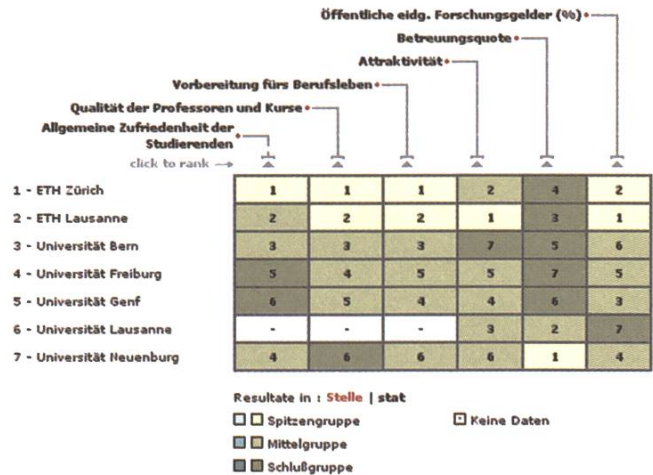 Öffentliche eidg. Forschungsgelder (%)
Betreuungsquote
Attraktivität
Vorbereitung fürs Berufsleben
Qualität der Professoren und Kurse
Allgemeine Zufriedenheit der
Studierenden
click to rank →
1 - ETH Zürich 1 1 1 2 4 2
2 - ETH Lausanne 2 2 2 1 3 1
3 - Universität Bern 3 3 3 7 5 6
4 - Universität Freiburg 5 4 5 5 7 5
5 - Universität Genf 6 5 4 4 6 3
6 - Universität Lausanne - - - 3 2 7
7 - Universität Neuenburg 4 6 6 6 1 4
Resultate in : Stelle | stat
Spitzengruppe - Keine Daten
Mittelgruppe
Schlußgruppe